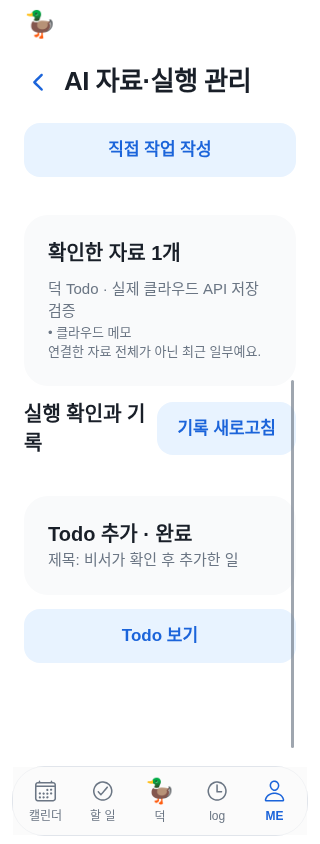 AI 자료·실행 관리
직접 작업 작성
확인한 자료 1개
덕 Todo · 실제 클라우드 API 저장
검증
• 클라우드 메모
연결한 자료 전체가 아닌 최근 일부예요.
실행 확인과 기
록
기록 새로고침
Todo 추가 · 완료
제목: 비서가 확인 후 추가한 일
Todo 보기
캘린더 할 일 덕 log ME